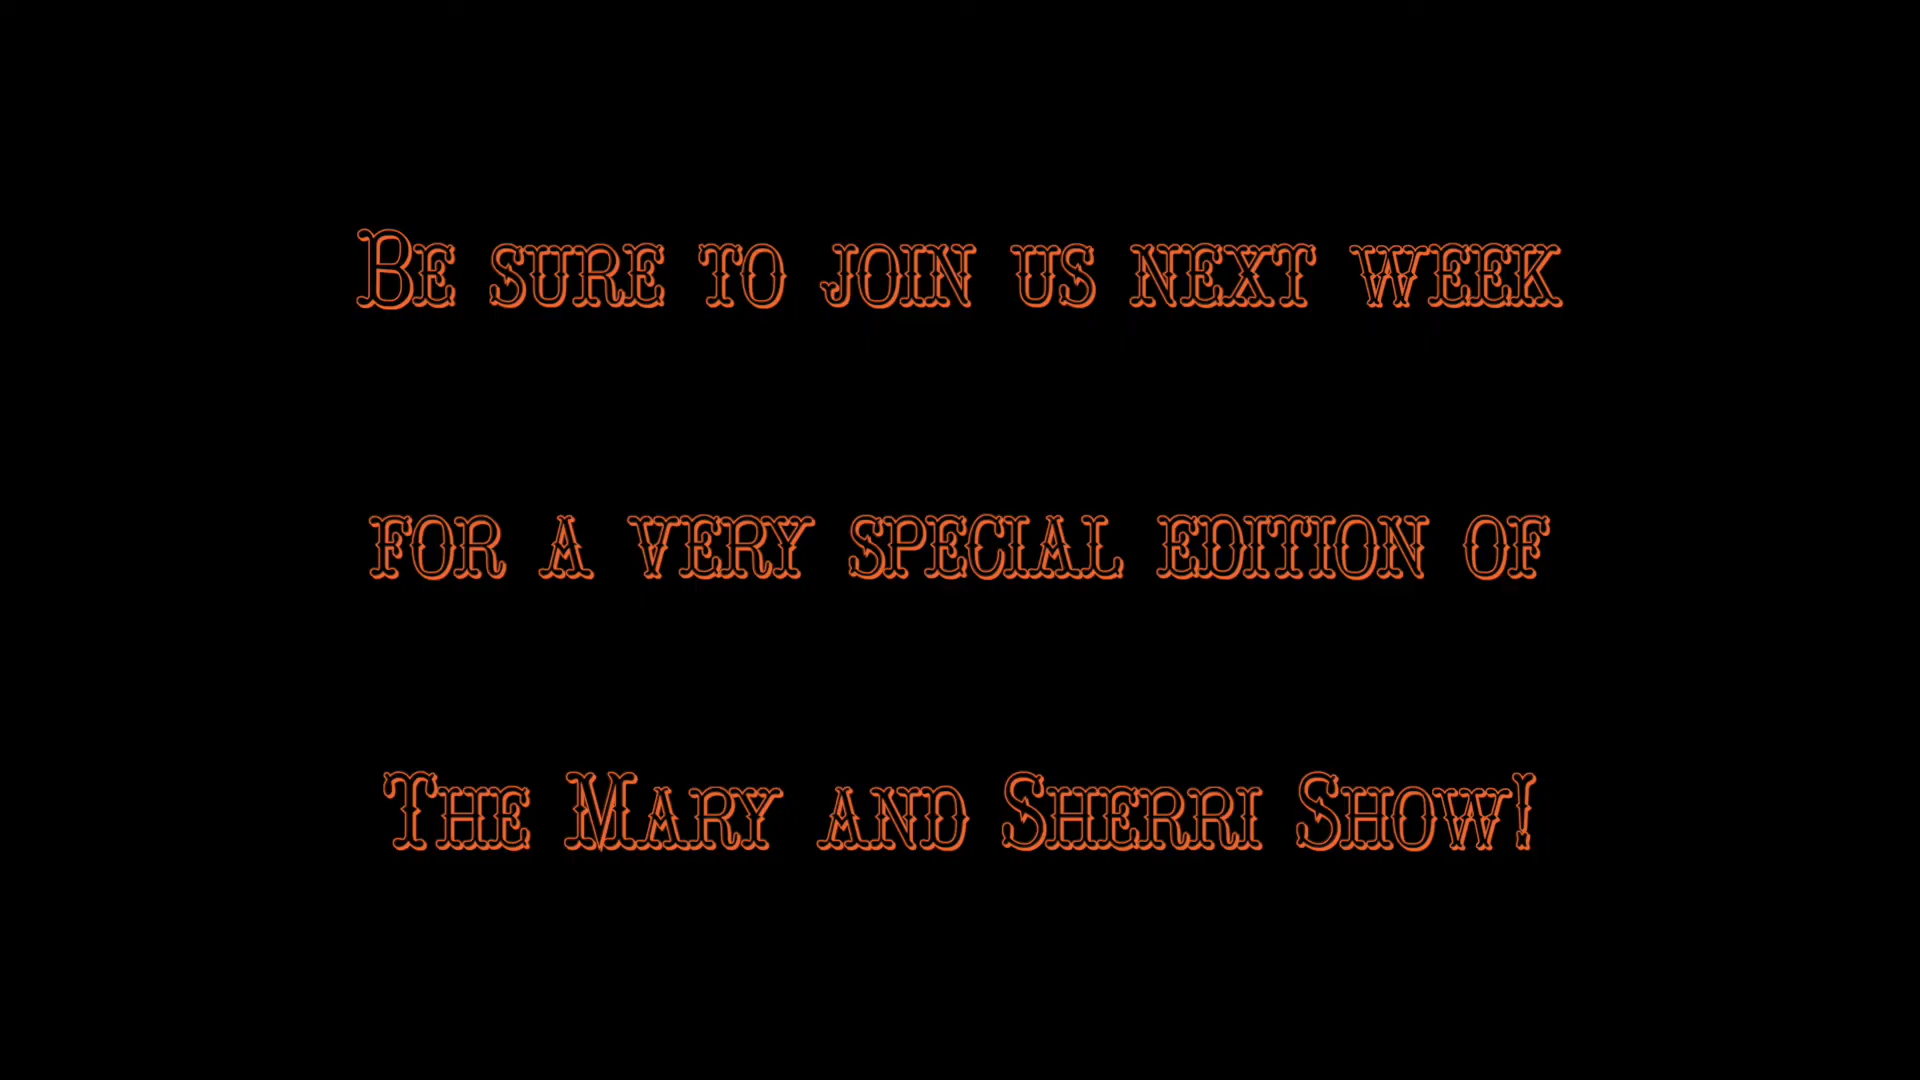 Be sure to join us next week
for a very special edition of
The Mary and Sherri Show!